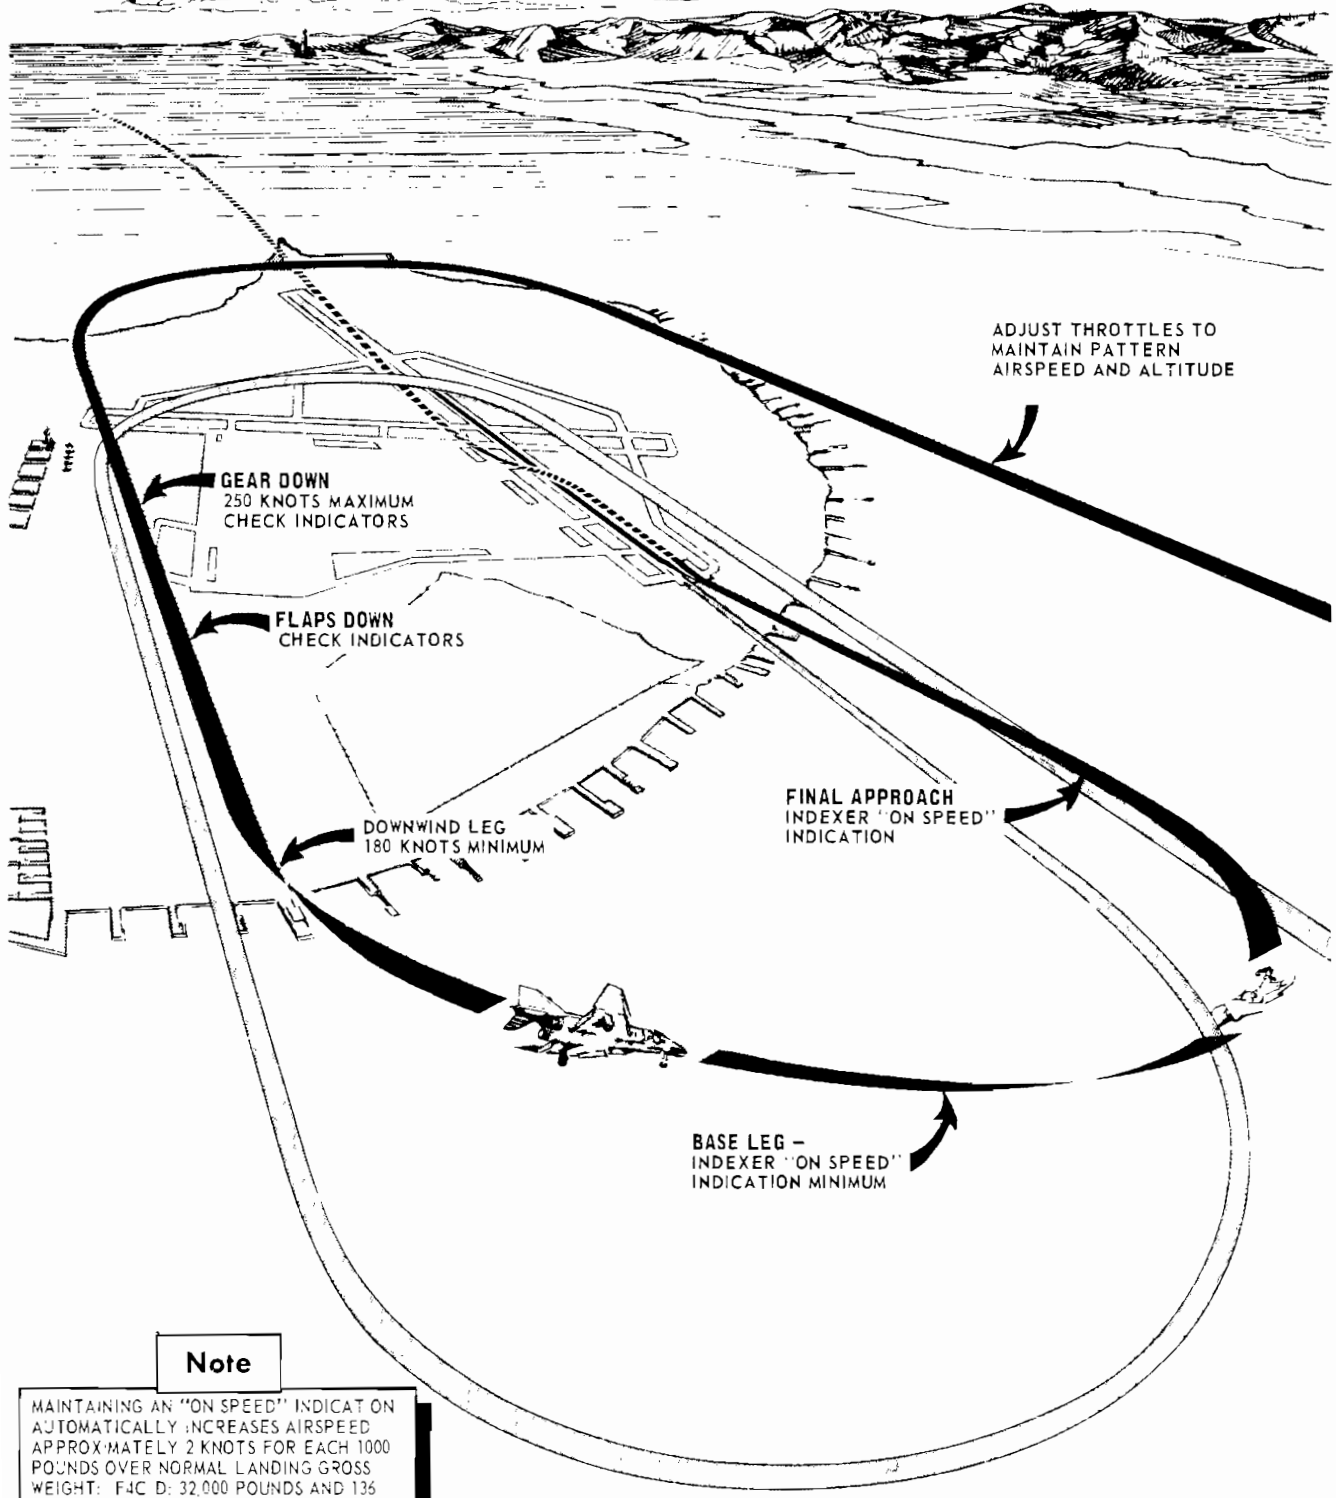 ADJUST THROTTLES TO
MAINTAIN PATTERN
AIRSPEED AND ALTITUDE
GEAR DOWN
250 KNOTS MAXIMUM
CHECK INDICATORS
FLAPS DOWN
CHECK INDICATORS
FINAL APPROACH
INDEXER "ON SPEED"
INDICATION
DOWNWIND LEG
180 KNOTS MINIMUM
BASE LEG –
INDEXER "ON SPEED"
INDICATION MINIMUM
Note
MAINTAINING AN "ON SPEED" INDICAT ON
AUTOMATICALLY INCREASES AIRSPEED
APPROXIMATELY 2 KNOTS FOR EACH 1000
POUNDS OVER NORMAL LANDING GROSS
WEIGHT: F4C D: 32,000 POUNDS AND 136